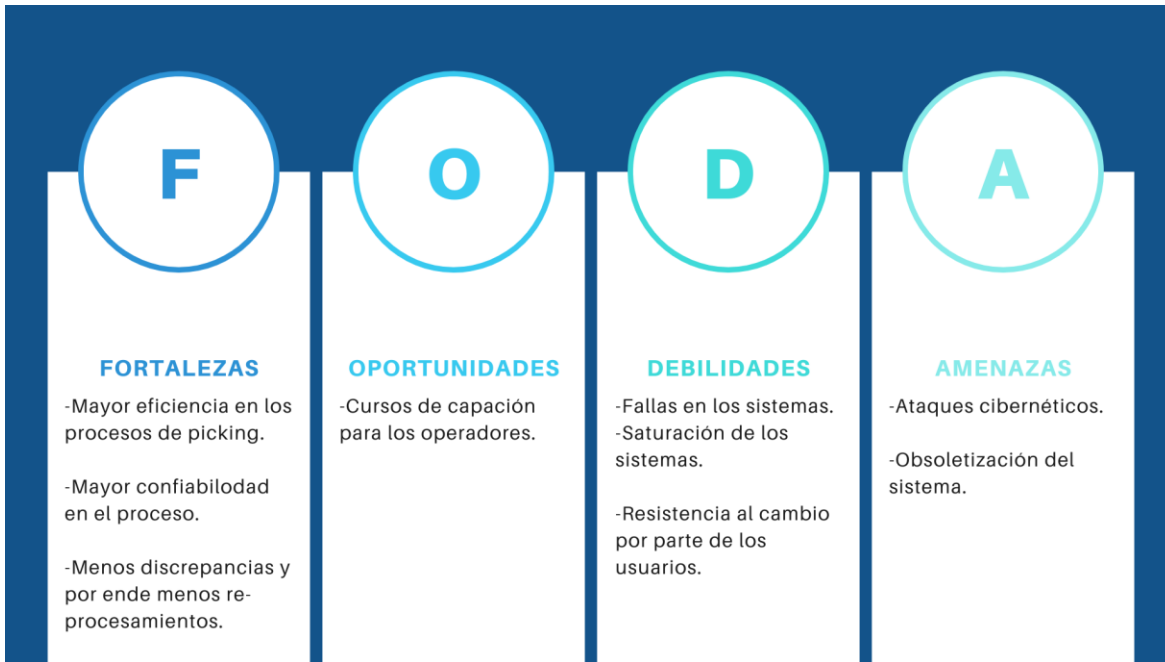 F
FORTALEZAS
-Mayor eficiencia en los
procesos de picking.
-Mayor confiabilodad
en el proceso.
-Menos discrepancias y
por ende menos re-
procesamientos.
O
OPORTUNIDADES
-Cursos de capación
para los operadores.
D
DEBILIDADES
-Fallas en los sistemas.
-Saturación de los
sistemas.
-Resistencia al cambio
por parte de los
usuarios.
A
AMENAZAS
-Ataques cibernéticos.
-Obsoletización del
sistema.